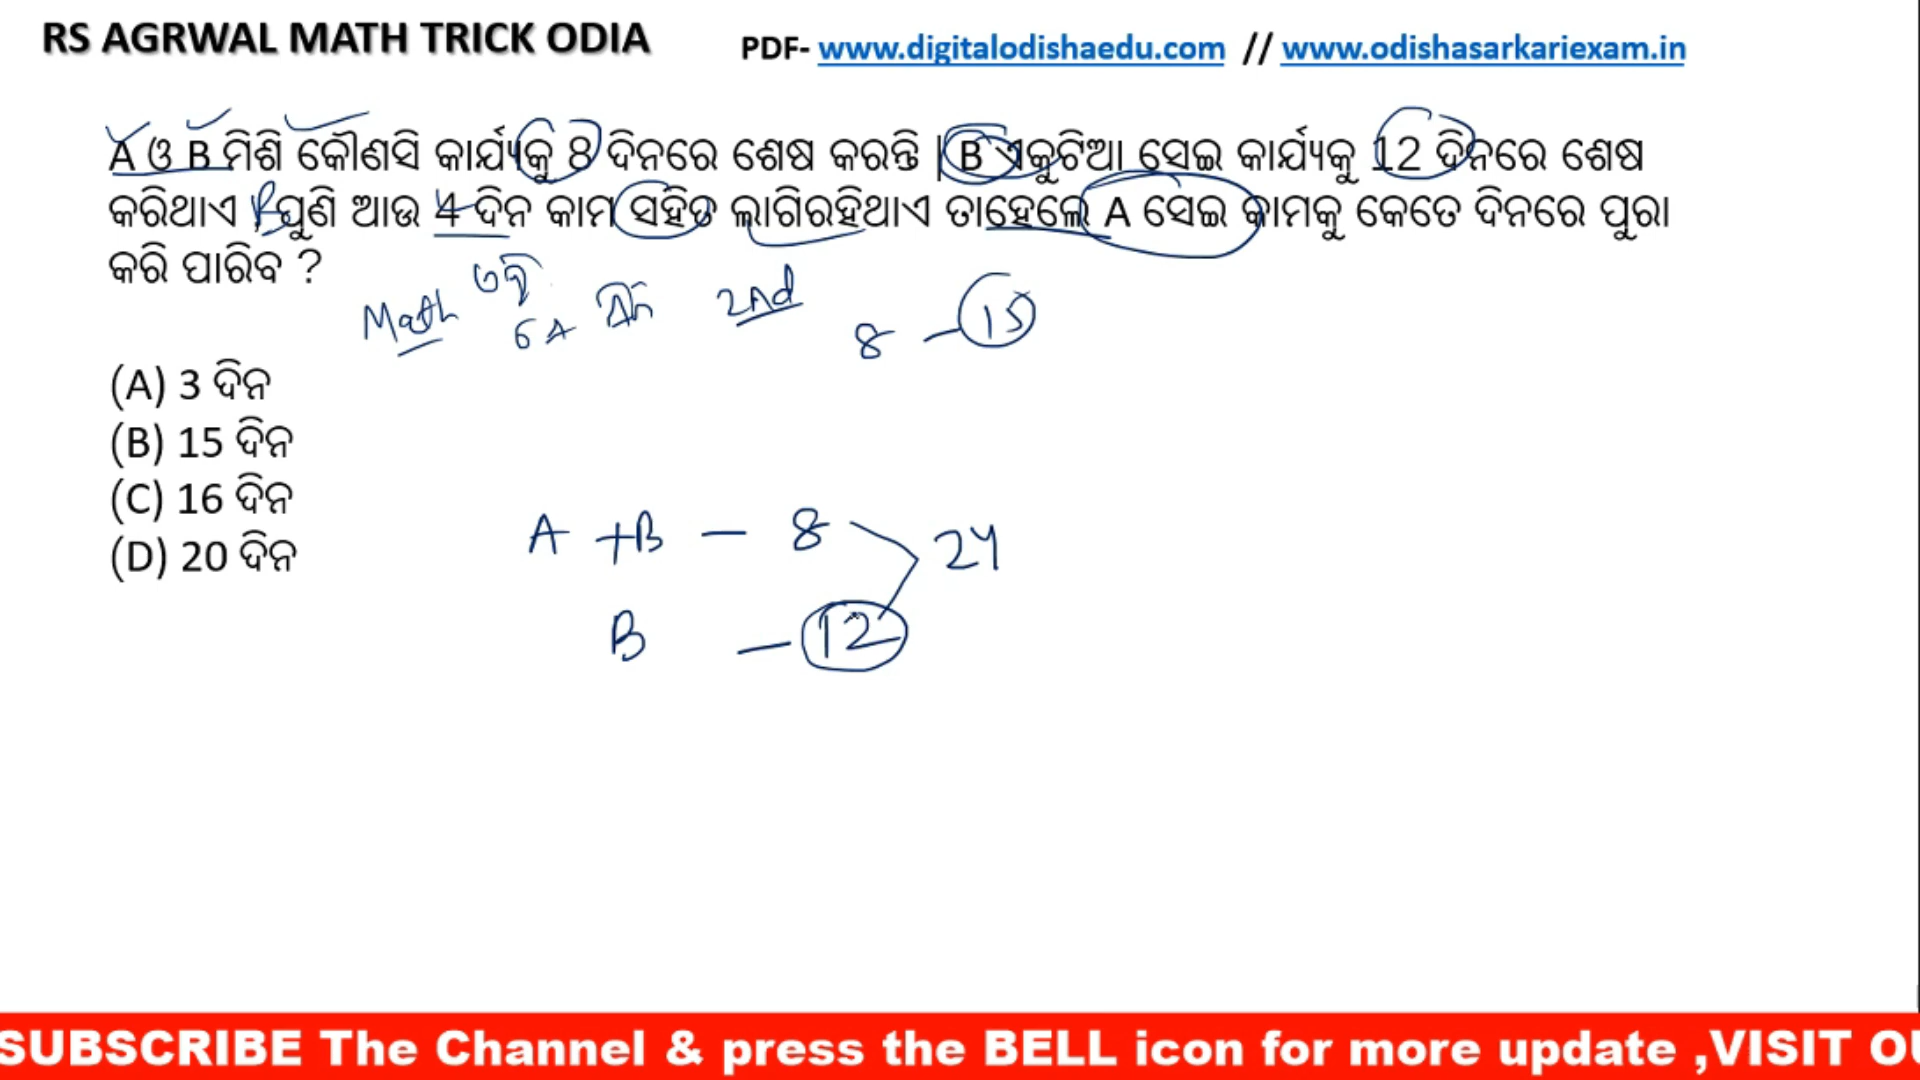 RS AGRWAL MATH TRICK ODIA
PDF- www.digitalodishaedu.com // www.odishasarkariexam.in
A ଓ B ମିଶି କୌଣସି କାର୍ଯ୍ୟକୁ 8 ଦିନରେ ଶେଷ କରନ୍ତି | B ଏକୁଟିଆ ସେଇ କାର୍ଯ୍ୟକୁ 12 ଦିନରେ ଶେଷ
କରିଥାଏ , ପୁଣି ଆଉ 4 ଦିନ କାମ ସହିତ ଲାଗିରହିଥାଏ ତାହେଲେ A ସେଇ କାମକୁ କେତେ ଦିନରେ ପୁରା
କରି ପାରିବ ?
Math 2nd
8 – 15
(A) 3 ଦିନ
(B) 15 ଦିନ
(C) 16 ଦିନ
(D) 20 ଦିନ
A + B – 8 24
B – 12
SUBSCRIBE The Channel & press the BELL icon for more update ,VISIT